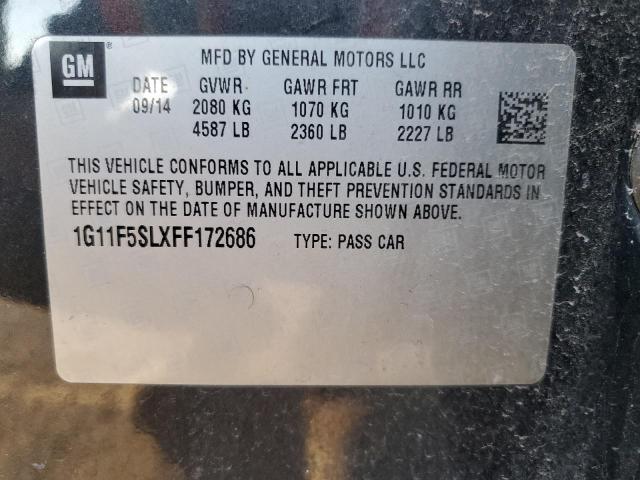 GM
MFD BY GENERAL MOTORS LLC
DATE GVWR GAWR FRT GAWR RR
09/14 2080 KG 1070 KG 1010 KG
4587 LB 2360 LB 2227 LB
THIS VEHICLE CONFORMS TO ALL APPLICABLE U.S. FEDERAL MOTOR
VEHICLE SAFETY, BUMPER, AND THEFT PREVENTION STANDARDS IN
EFFECT ON THE DATE OF MANUFACTURE SHOWN ABOVE.
1G11F5SLXFF172686 TYPE: PASS CAR